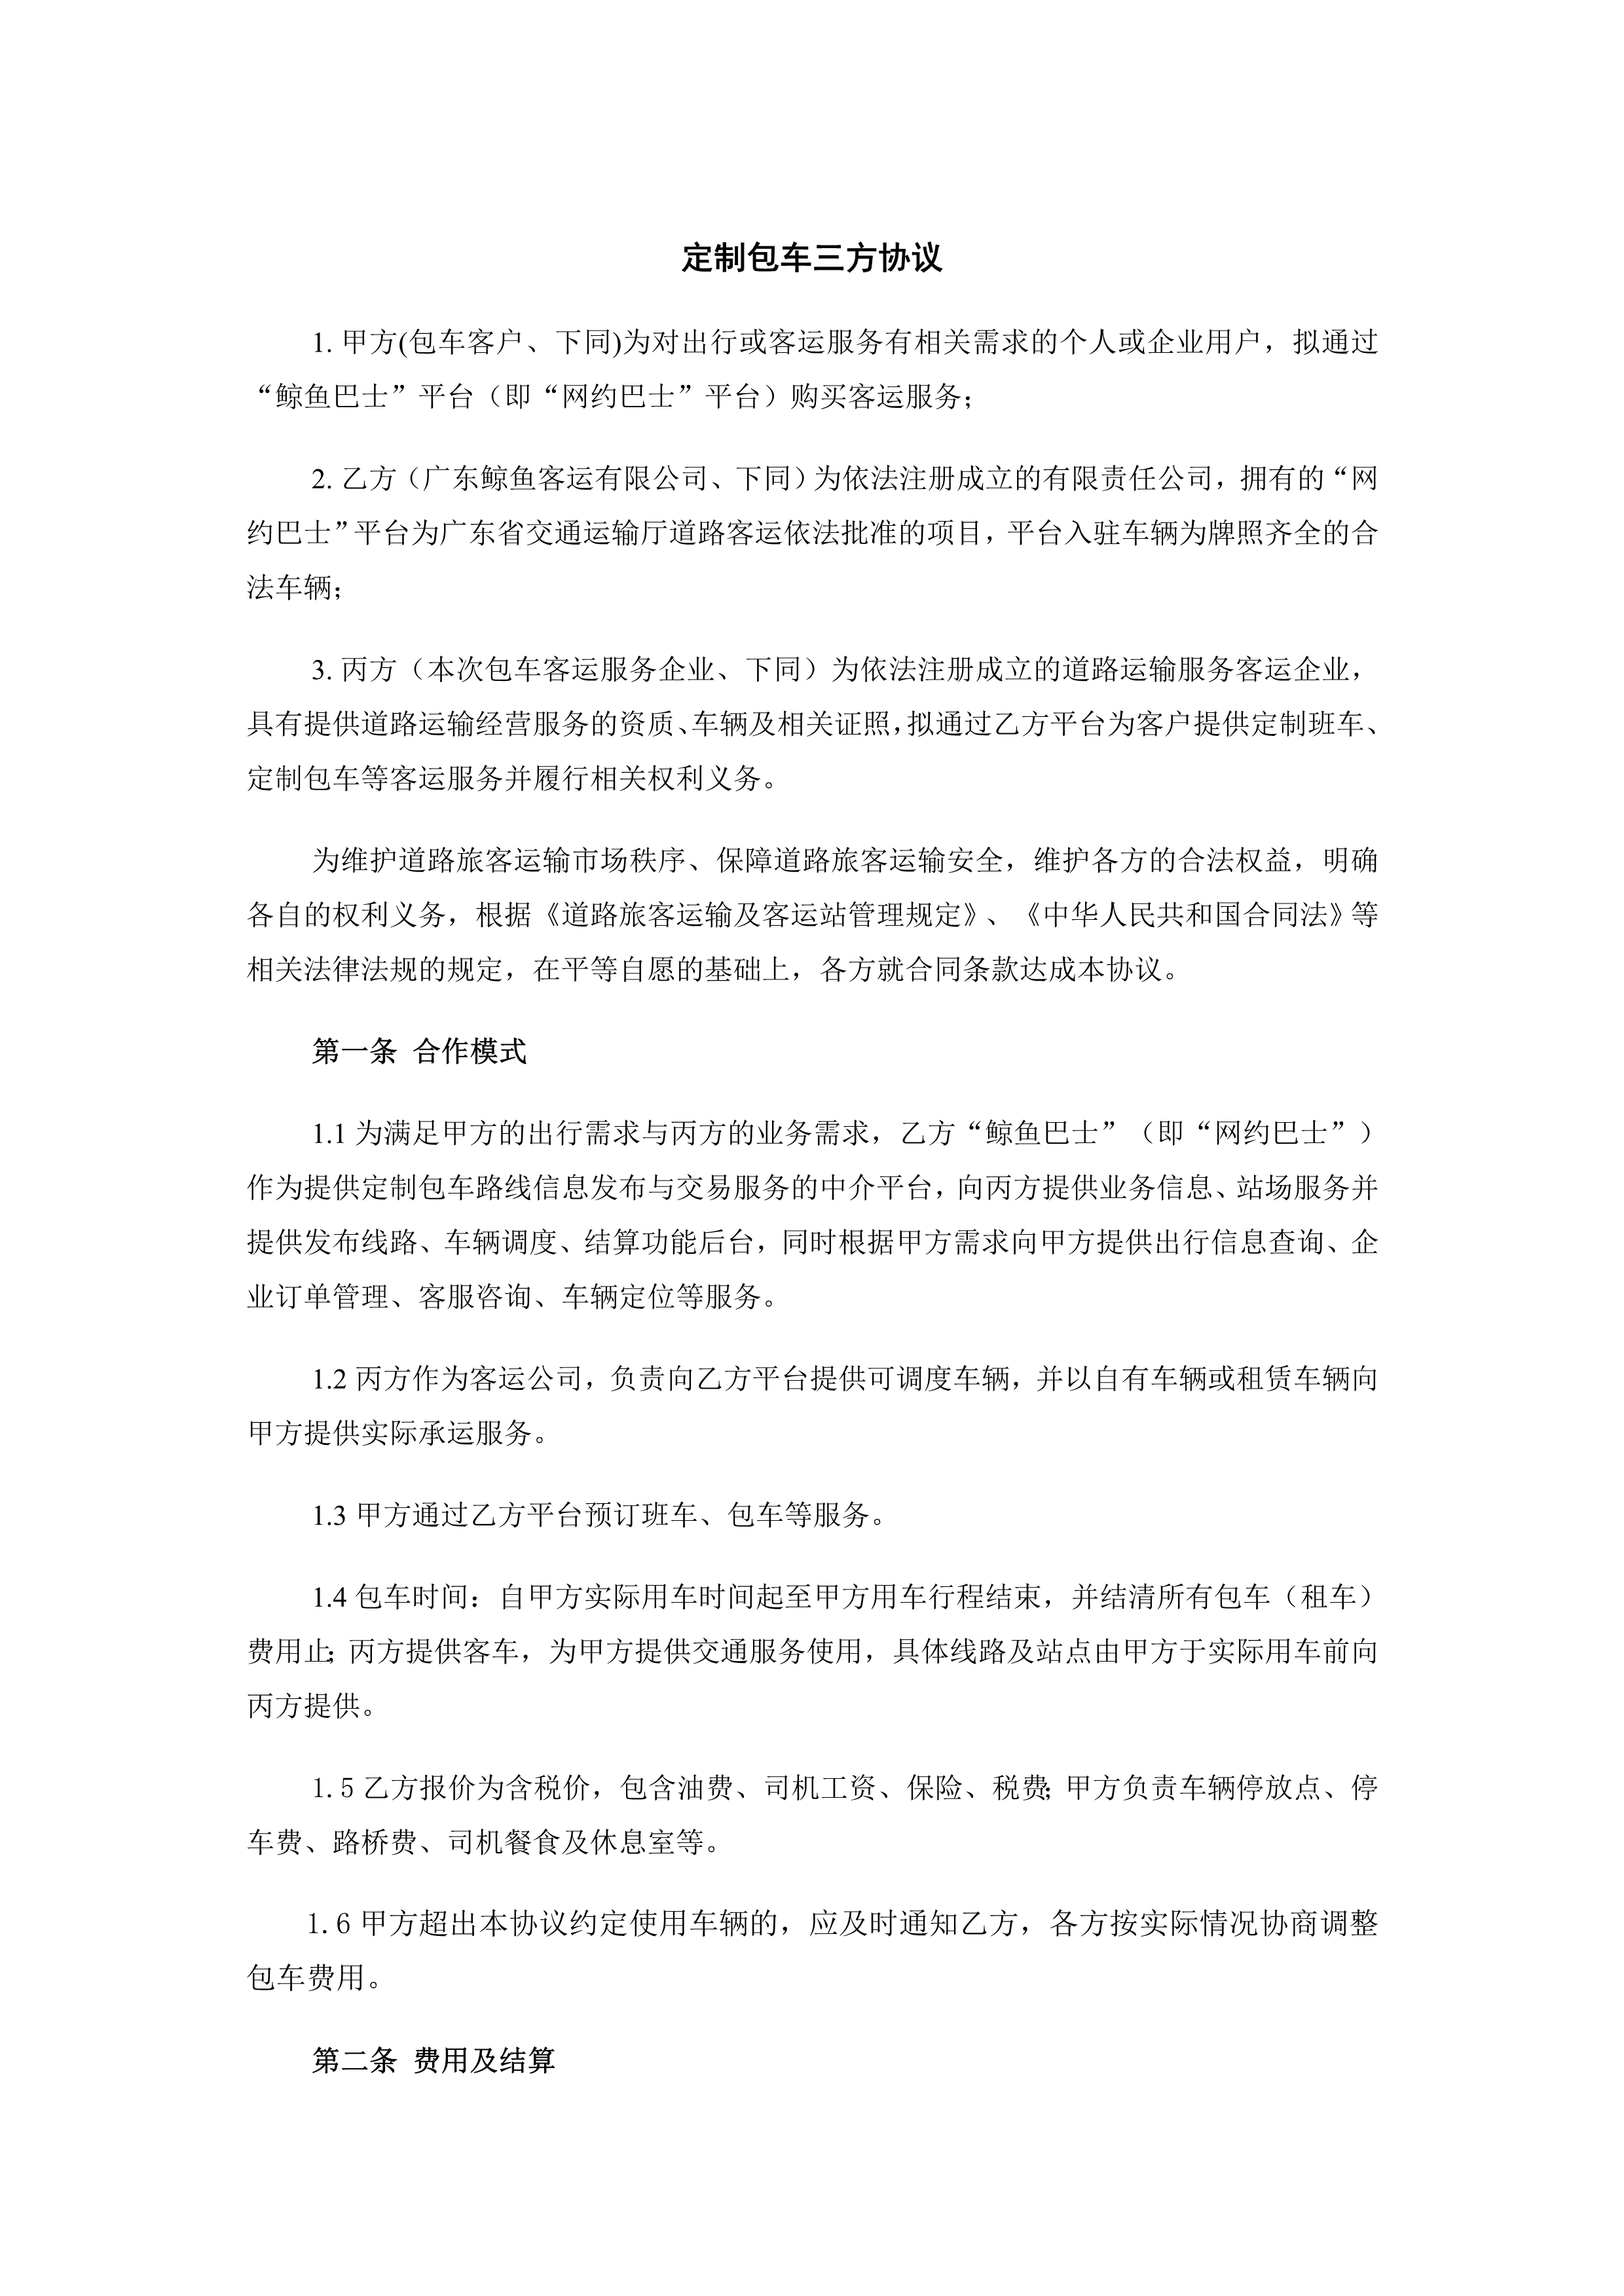 定制包车三方协议
1. 甲方(包车客户、下同)为对出行或客运服务有相关需求的个人或企业用户，拟通过
“鲸鱼巴士”平台（即“网约巴士”平台）购买客运服务；
2. 乙方（广东鲸鱼客运有限公司、下同）为依法注册成立的有限责任公司，拥有的“网
约巴士”平台为广东省交通运输厅道路客运依法批准的项目，平台入驻车辆为牌照齐全的合
法车辆；
3. 丙方（本次包车客运服务企业、下同）为依法注册成立的道路运输服务客运企业，
具有提供道路运输经营服务的资质、车辆及相关证照，拟通过乙方平台为客户提供定制班车、
定制包车等客运服务并履行相关权利义务。
为维护道路旅客运输市场秩序、保障道路旅客运输安全，维护各方的合法权益，明确
各自的权利义务，根据《道路旅客运输及客运站管理规定》、《中华人民共和国合同法》等
相关法律法规的规定，在平等自愿的基础上，各方就合同条款达成本协议。
第一条 合作模式
1.1 为满足甲方的出行需求与丙方的业务需求，乙方“鲸鱼巴士”（即“网约巴士”）
作为提供定制包车路线信息发布与交易服务的中介平台，向丙方提供业务信息、站场服务并
提供发布线路、车辆调度、结算功能后台，同时根据甲方需求向甲方提供出行信息查询、企
业订单管理、客服咨询、车辆定位等服务。
1.2 丙方作为客运公司，负责向乙方平台提供可调度车辆，并以自有车辆或租赁车辆向
甲方提供实际承运服务。
1.3 甲方通过乙方平台预订班车、包车等服务。
1.4 包车时间：自甲方实际用车时间起至甲方用车行程结束，并结清所有包车（租车）
费用止；丙方提供客车，为甲方提供交通服务使用，具体线路及站点由甲方于实际用车前向
丙方提供。
1.5 乙方报价为含税价，包含油费、司机工资、保险、税费；甲方负责车辆停放点、停
车费、路桥费、司机餐食及休息室等。
1.6 甲方超出本协议约定使用车辆的，应及时通知乙方，各方按实际情况协商调整
包车费用。
第二条 费用及结算